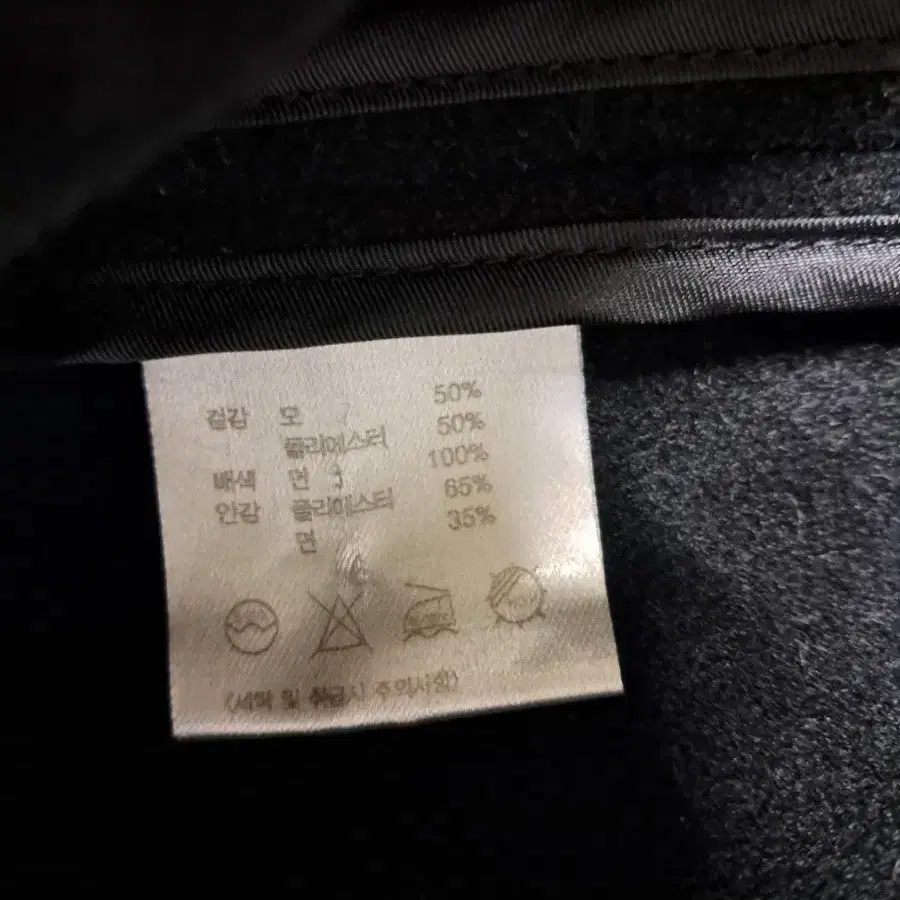 겉감 모 50%
폴리에스터 50%
배색 면 100%
안감 폴리에스터 65%
면 35%
(세탁 및 취급시 주의사항)